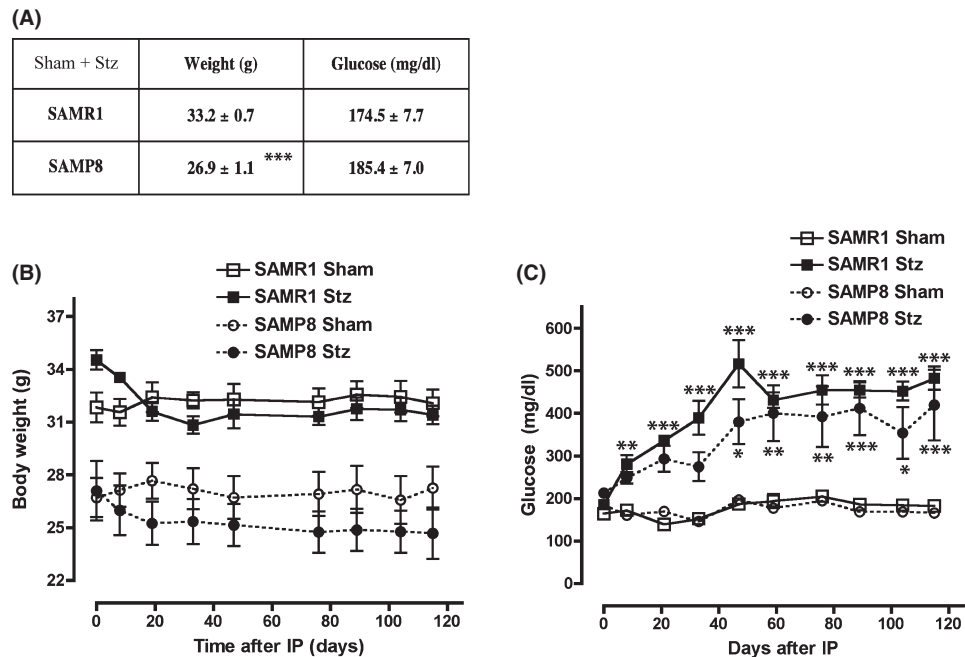 (A)
Sham + Stz Weight (g) Glucose (mg/dl)
SAMR1 33.2 ± 0.7 174.5 ± 7.7
SAMP8 26.9 ± 1.1 *** 185.4 ± 7.0
(B)
SAMR1 Sham
SAMR1 Stz
SAMP8 Sham
SAMP8 Stz
Body weight (g)
37
34
31
28
25
22
0 20 40 60 80 100 120
Time after IP (days)
(C)
SAMR1 Sham
SAMR1 Stz
SAMP8 Sham
SAMP8 Stz
Glucose (mg/dl)
600
500
400
300
200
100
0
** *** *** *** *** *** *** *** ***
* ** ** *** * ***
0 20 40 60 80 100 120
Days after IP